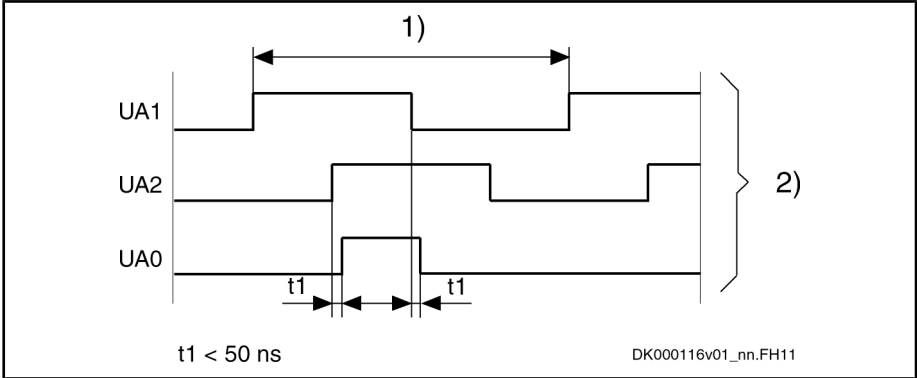 1)
UA1
UA2
2)
UA0
t1
t1
t1 < 50 ns
DK000116v01_nn.FH11